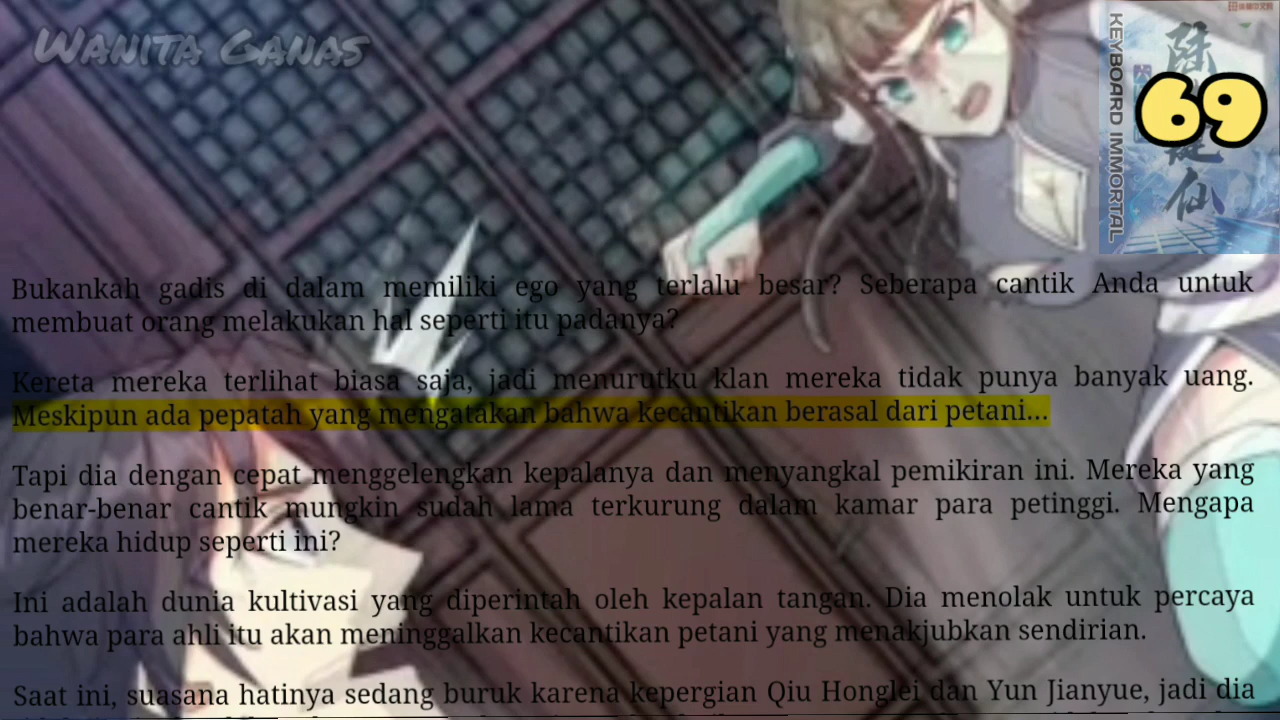 Wanita Ganas
KEYBOARD IMMORTAL
69
仙
Bukankah gadis di dalam memiliki ego yang terlalu besar? Seberapa cantik Anda untuk
membuat orang melakukan hal seperti itu padanya?
Kereta mereka terlihat biasa saja, jadi menurutku klan mereka tidak punya banyak uang.
Meskipun ada pepatah yang mengatakan bahwa kecantikan berasal dari petani...
Tapi dia dengan cepat menggelengkan kepalanya dan menyangkal pemikiran ini. Mereka yang
benar-benar cantik mungkin sudah lama terkurung dalam kamar para petinggi. Mengapa
mereka hidup seperti ini?
Ini adalah dunia kultivasi yang diperintah oleh kepalan tangan. Dia menolak untuk percaya
bahwa para ahli itu akan meninggalkan kecantikan petani yang menakjubkan sendirian.
Saat ini, suasana hatinya sedang buruk karena kepergian Qiu Honglei dan Yun Jianyue, jadi dia